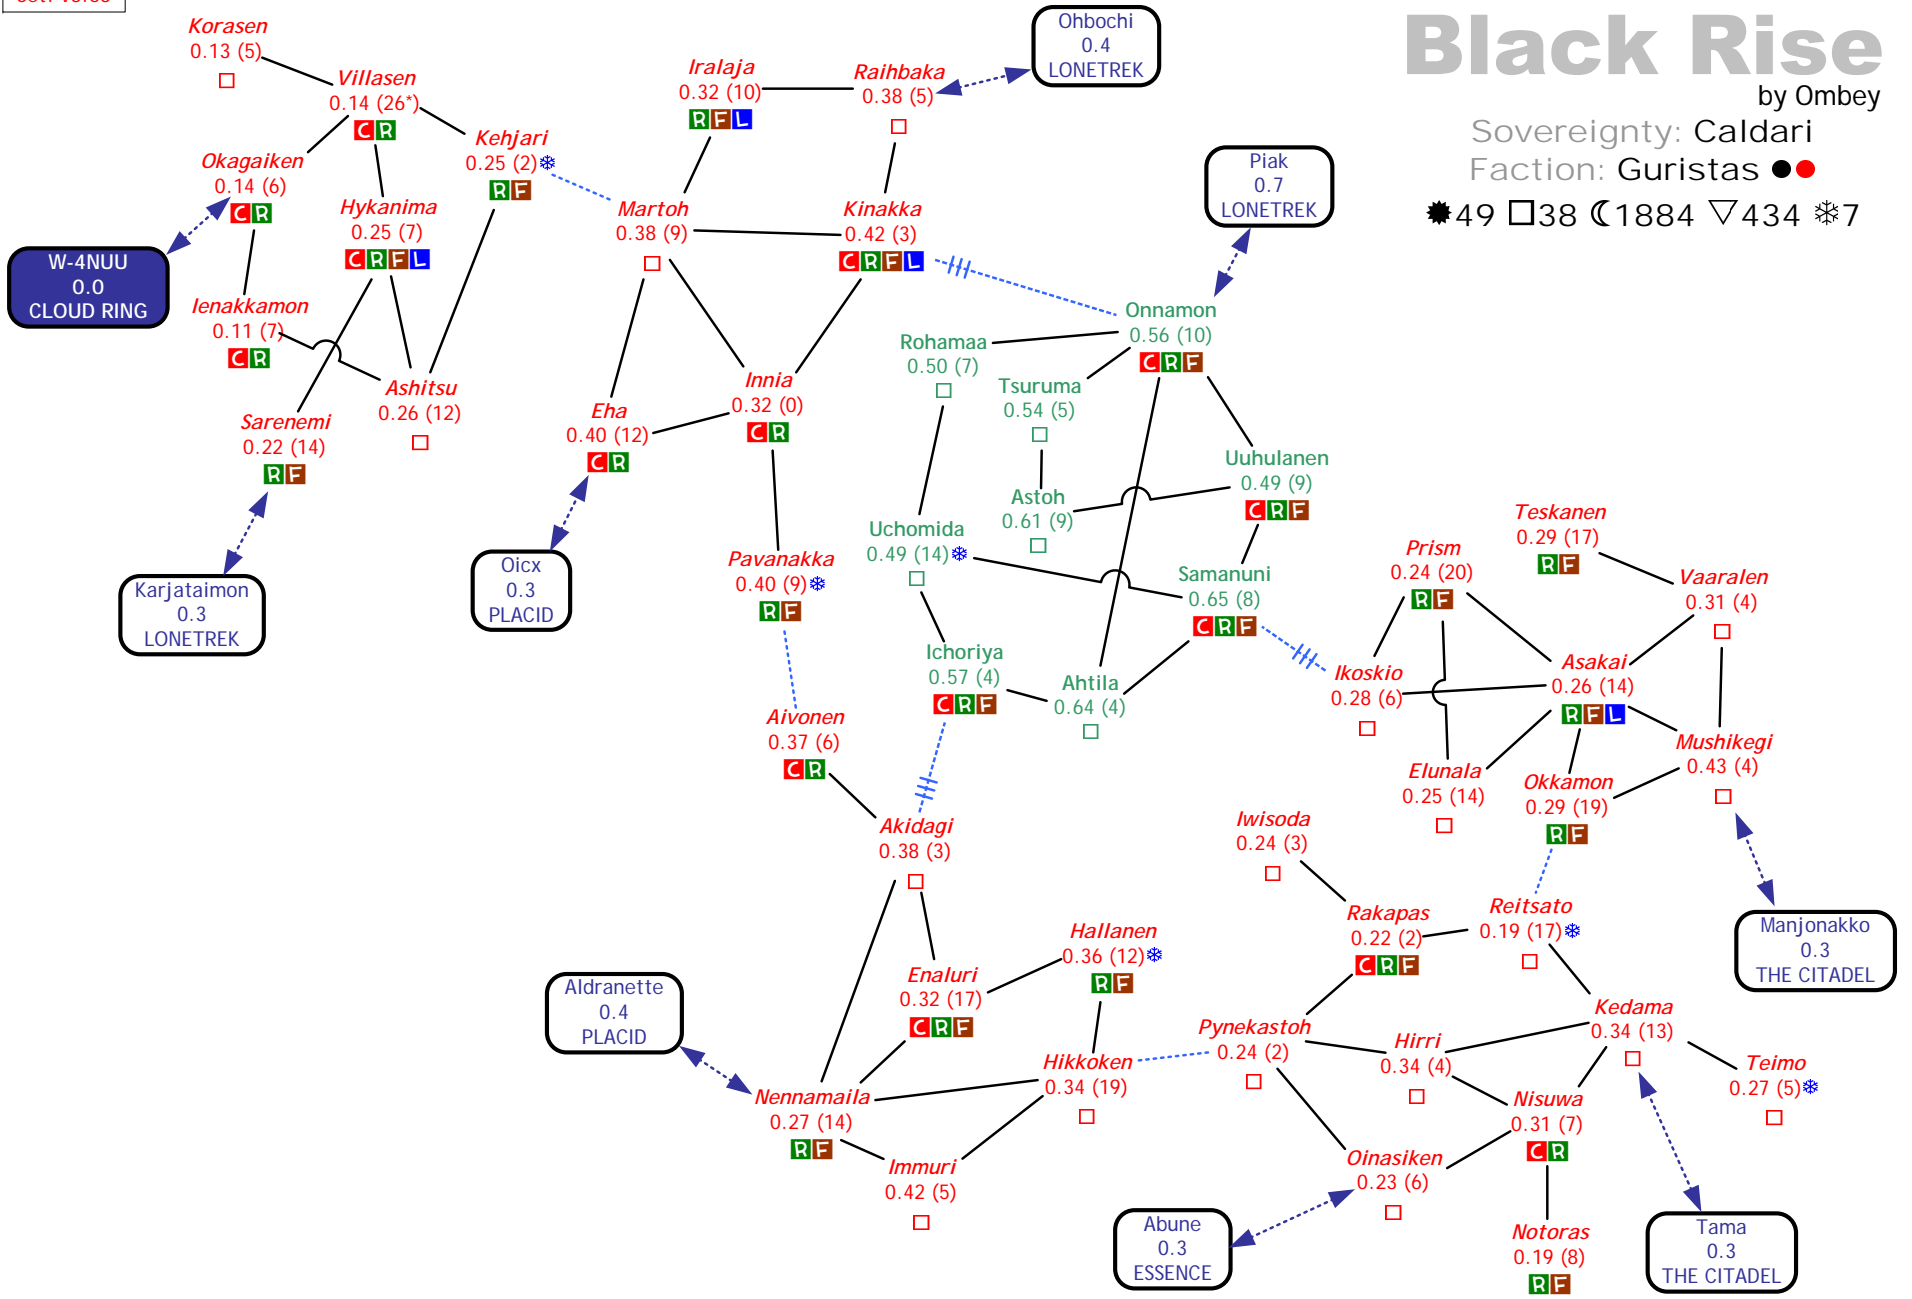 Black Rise
by Ombey
Sovereignty: Caldari
Faction: Guristas
49 38 1884 434 7
Korasen
0.13 (5)
Villasen
0.14 (26*)
C R
Kehjari
0.25 (2)
R F
Okagaiken
0.14 (6)
C R
Hykanima
0.25 (7)
C R F L
W-4NUU
0.0
CLOUD RING
Ienakkamon
0.11 (7)
C R
Ashitsu
0.26 (12)
Sarenemi
0.22 (14)
R F
Karjataimon
0.3
LONETREK
Iralaja
0.32 (10)
R F L
Raihbaka
0.38 (5)
Ohbochi
0.4
LONETREK
Martoh
0.38 (9)
Kinakka
0.42 (3)
C R F L
Piak
0.7
LONETREK
Innia
0.32 (0)
C R
Eha
0.40 (12)
C R
Oicx
0.3
PLACID
Pavanakka
0.40 (9)
R F
Aivonen
0.37 (6)
C R
Onnamon
0.56 (10)
C R F
Rohamaa
0.50 (7)
Tsuruma
0.54 (5)
Uuhulanen
0.49 (9)
C R F
Astoh
0.61 (9)
Uchomida
0.49 (14)
Samanuni
0.65 (8)
C R F
Ichoriya
0.57 (4)
C R F
Ahtila
0.64 (4)
Teskanen
0.29 (17)
R F
Prism
0.24 (20)
R F
Vaaralen
0.31 (4)
Ikoskio
0.28 (6)
Asakai
0.26 (14)
R F L
Mushikegi
0.43 (4)
Elunala
0.25 (14)
Okkamon
0.29 (19)
R F
Manjonakko
0.3
THE CITADEL
Akidagi
0.38 (3)
Iwisoda
0.24 (3)
Rakapas
0.22 (2)
C R F
Reitsato
0.19 (17)
Hallanen
0.36 (12)
R F
Enaluri
0.32 (17)
C R F
Aldranette
0.4
PLACID
Nennamaila
0.27 (14)
R F
Hikkoken
0.34 (19)
Immuri
0.42 (5)
Pynekastoh
0.24 (2)
Hirri
0.34 (4)
Kedama
0.34 (13)
Teimo
0.27 (5)
Nisuwa
0.31 (7)
C R
Oinasiken
0.23 (6)
Abune
0.3
ESSENCE
Notoras
0.19 (8)
R F
Tama
0.3
THE CITADEL